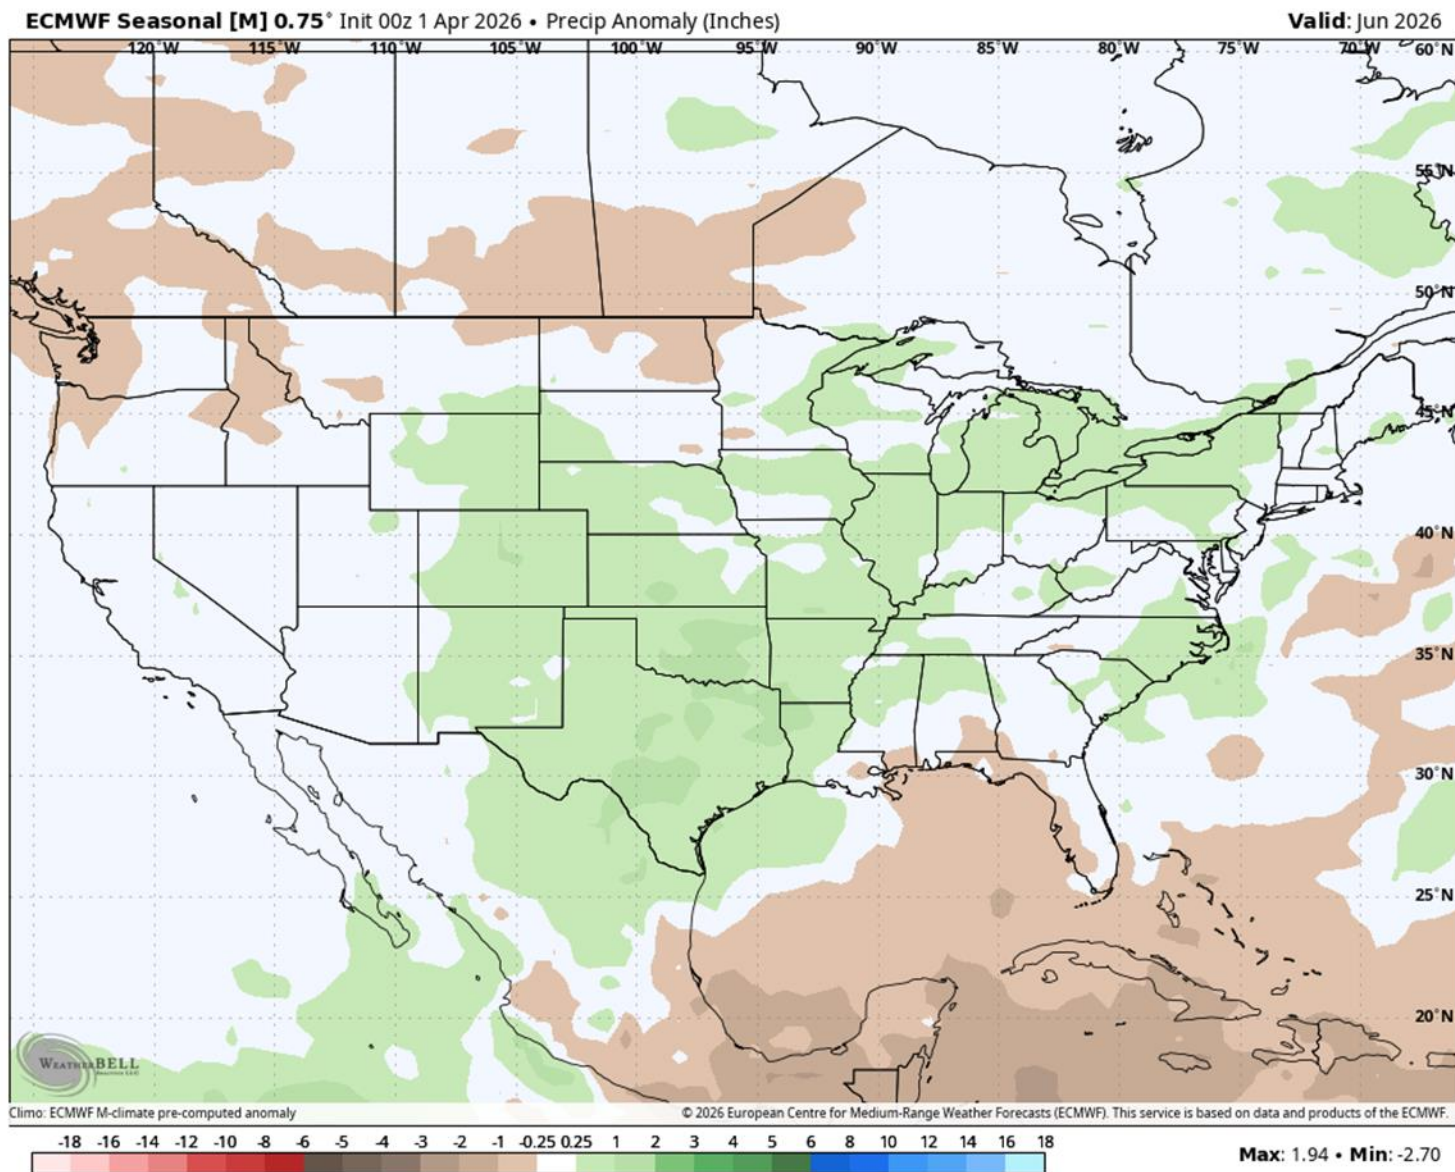 ECMWF Seasonal [M] 0.75° Init 00z 1 Apr 2026 • Precip Anomaly (Inches) Valid: Jun 2026
120°W 115°W 110°W 105°W 100°W 95°W 90°W 85°W 80°W 75°W 70°W 60°N
55°N
50°N
45°N
40°N
35°N
30°N
25°N
20°N
WEATHERBELL
ANALYTICS LLC
Climo: ECMWF M-climate pre-computed anomaly © 2026 European Centre for Medium-Range Weather Forecasts (ECMWF). This service is based on data and products of the ECMWF.
-18 -16 -14 -12 -10 -8 -6 -5 -4 -3 -2 -1 -0.25 0.25 1 2 3 4 5 6 8 10 12 14 16 18
Max: 1.94 • Min: -2.70